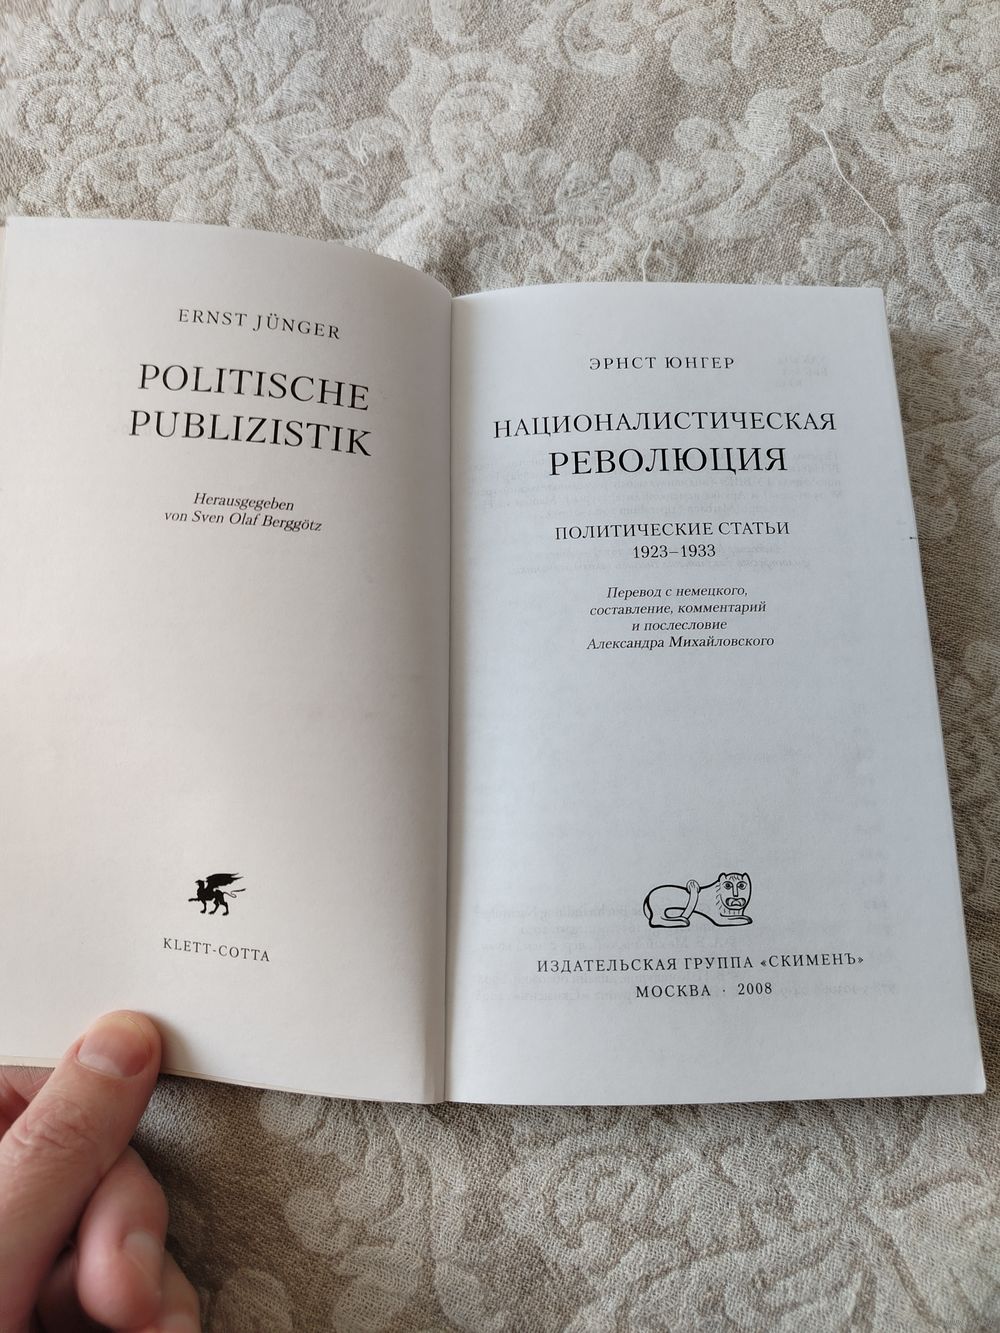 ERNST JÜNGER
POLITISCHE
PUBLIZISTIK
Herausgegeben
von Sven Olaf Berggötz
KLETT-COTTA
ЭРНСТ ЮНГЕР
НАЦИОНАЛИСТИЧЕСКАЯ
РЕВОЛЮЦИЯ
ПОЛИТИЧЕСКИЕ СТАТЬИ
1923–1933
Перевод с немецкого,
составление, комментарий
и послесловие
Александра Михайловского
ИЗДАТЕЛЬСКАЯ ГРУППА «СКИМЕНЪ»
МОСКВА · 2008